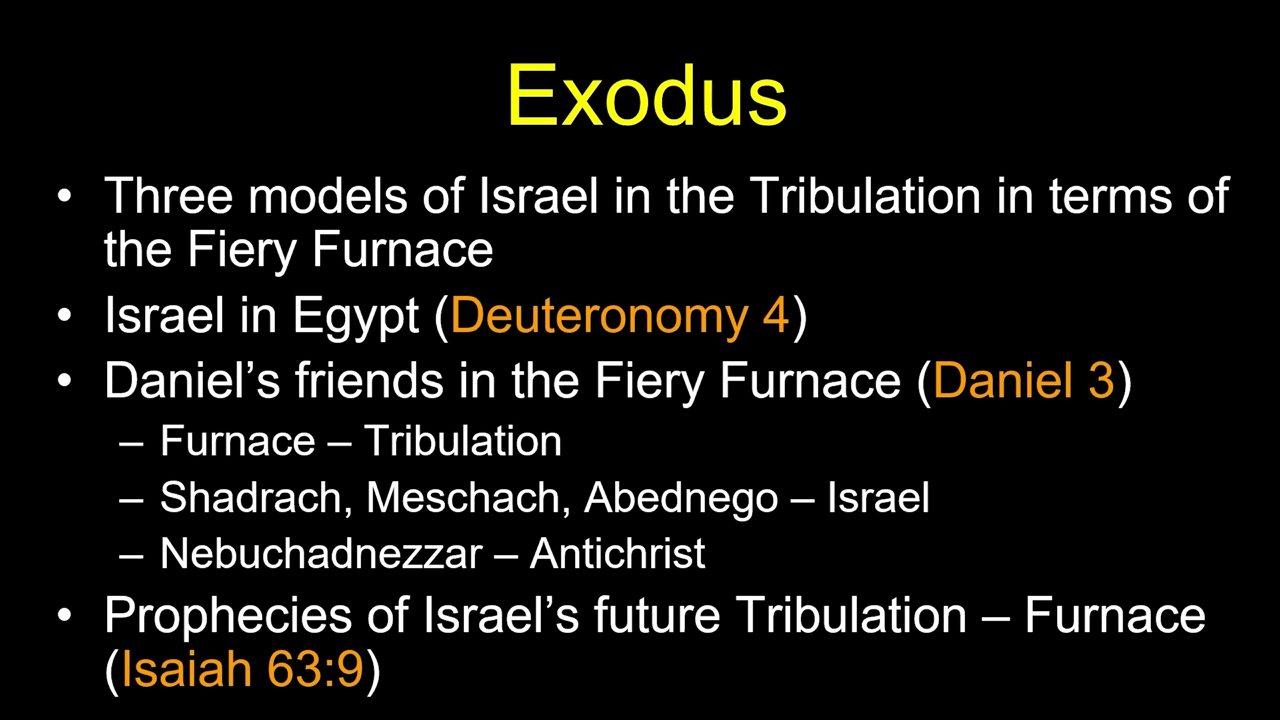 Exodus
• Three models of Israel in the Tribulation in terms of
the Fiery Furnace
• Israel in Egypt (Deuteronomy 4)
• Daniel’s friends in the Fiery Furnace (Daniel 3)
– Furnace – Tribulation
– Shadrach, Meschach, Abednego – Israel
– Nebuchadnezzar – Antichrist
• Prophecies of Israel’s future Tribulation – Furnace
(Isaiah 63:9)